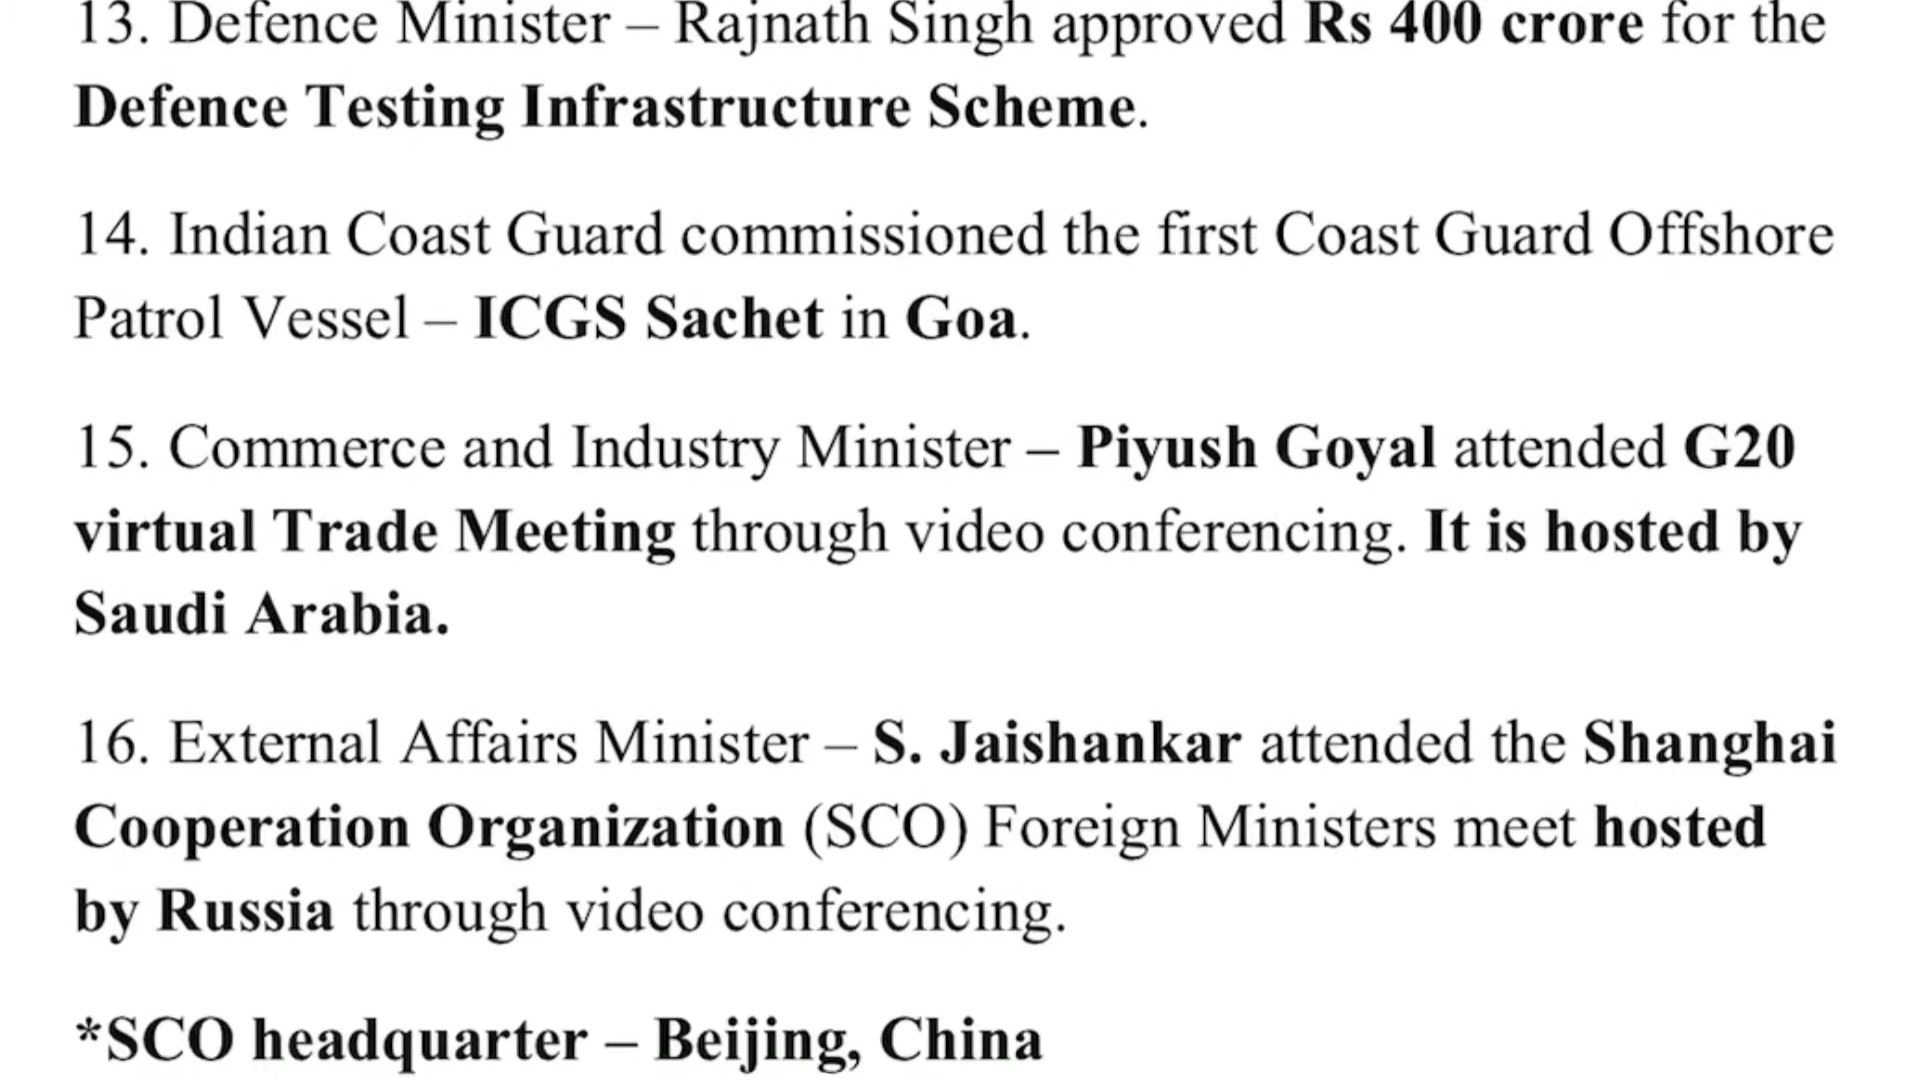 13. Defence Minister – Rajnath Singh approved Rs 400 crore for the
Defence Testing Infrastructure Scheme.
14. Indian Coast Guard commissioned the first Coast Guard Offshore
Patrol Vessel – ICGS Sachet in Goa.
15. Commerce and Industry Minister – Piyush Goyal attended G20
virtual Trade Meeting through video conferencing. It is hosted by
Saudi Arabia.
16. External Affairs Minister – S. Jaishankar attended the Shanghai
Cooperation Organization (SCO) Foreign Ministers meet hosted
by Russia through video conferencing.
*SCO headquarter – Beijing, China